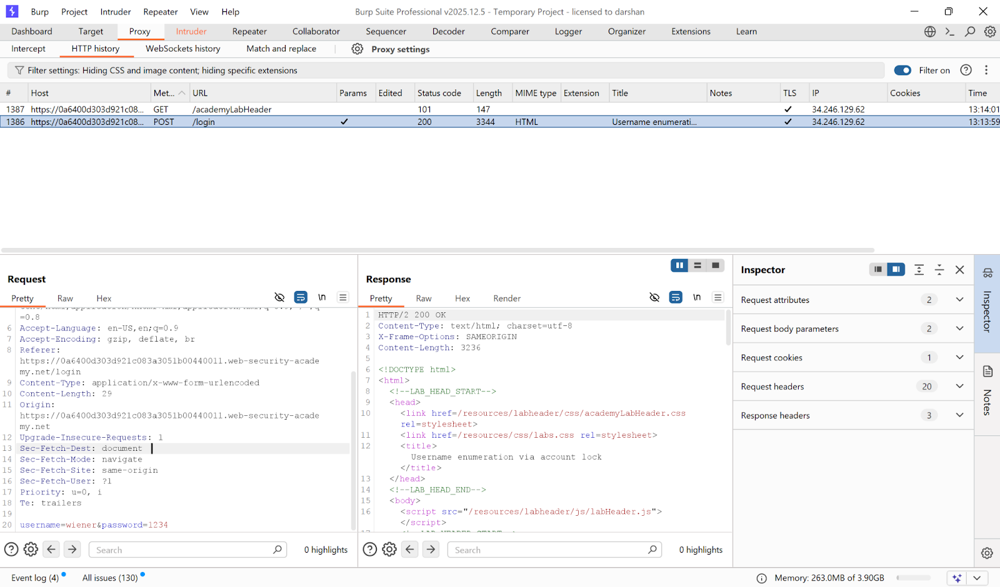 Burp Project Intruder Repeater View Help Burp Suite Professional v2025.12.5 - Temporary Project - licensed to darshan
Dashboard Target Proxy Intruder Repeater Collaborator Sequencer Decoder Comparer Logger Organizer Extensions Learn
Intercept HTTP history WebSockets history Match and replace Proxy settings
Filter settings: Hiding CSS and image content; hiding specific extensions Filter on
# Host Met... URL Params Edited Status code Length MIME type Extension Title Notes TLS IP Cookies Time
1387 https://0a6400d303d921c08... GET /academyLabHeader 101 147 ✓ 34.246.129.62 13:14:01
1386 https://0a6400d303d921c08... POST /login ✓ 200 3344 HTML Username enumerati... ✓ 34.246.129.62 13:13:59
Request
Pretty Raw Hex \n
=0.8
6 Accept-Language: en-US,en;q=0.9
7 Accept-Encoding: gzip, deflate, br
8 Referer:
https://0a6400d303d921c083a3051b00440011.web-security-acade
my.net/login
9 Content-Type: application/x-www-form-urlencoded
10 Content-Length: 29
11 Origin:
https://0a6400d303d921c083a3051b00440011.web-security-acade
my.net
12 Upgrade-Insecure-Requests: 1
13 Sec-Fetch-Dest: document
14 Sec-Fetch-Mode: navigate
15 Sec-Fetch-Site: same-origin
16 Sec-Fetch-User: ?1
17 Priority: u=0, i
18 Te: trailers
19
20 username=wiener&password=1234
Search 0 highlights
Response
Pretty Raw Hex Render \n
1 HTTP/2 200 OK
2 Content-Type: text/html; charset=utf-8
3 X-Frame-Options: SAMEORIGIN
4 Content-Length: 3236
5
6 <!DOCTYPE html>
7 <html>
8 <!--LAB_HEAD_START-->
9 <head>
10 <link href=/resources/labheader/css/academyLabHeader.css
rel=stylesheet>
11 <link href=/resources/css/labs.css rel=stylesheet>
12 <title>
Username enumeration via account lock
</title>
13 </head>
14 <!--LAB_HEAD_END-->
15 <body>
16 <script src="/resources/labheader/js/labHeader.js">
</script>
Search 0 highlights
Inspector
Request attributes 2
Request body parameters 2
Request cookies 1
Request headers 20
Response headers 3
Inspector
Notes
Event log (4) All issues (130) Memory: 263.0MB of 3.90GB